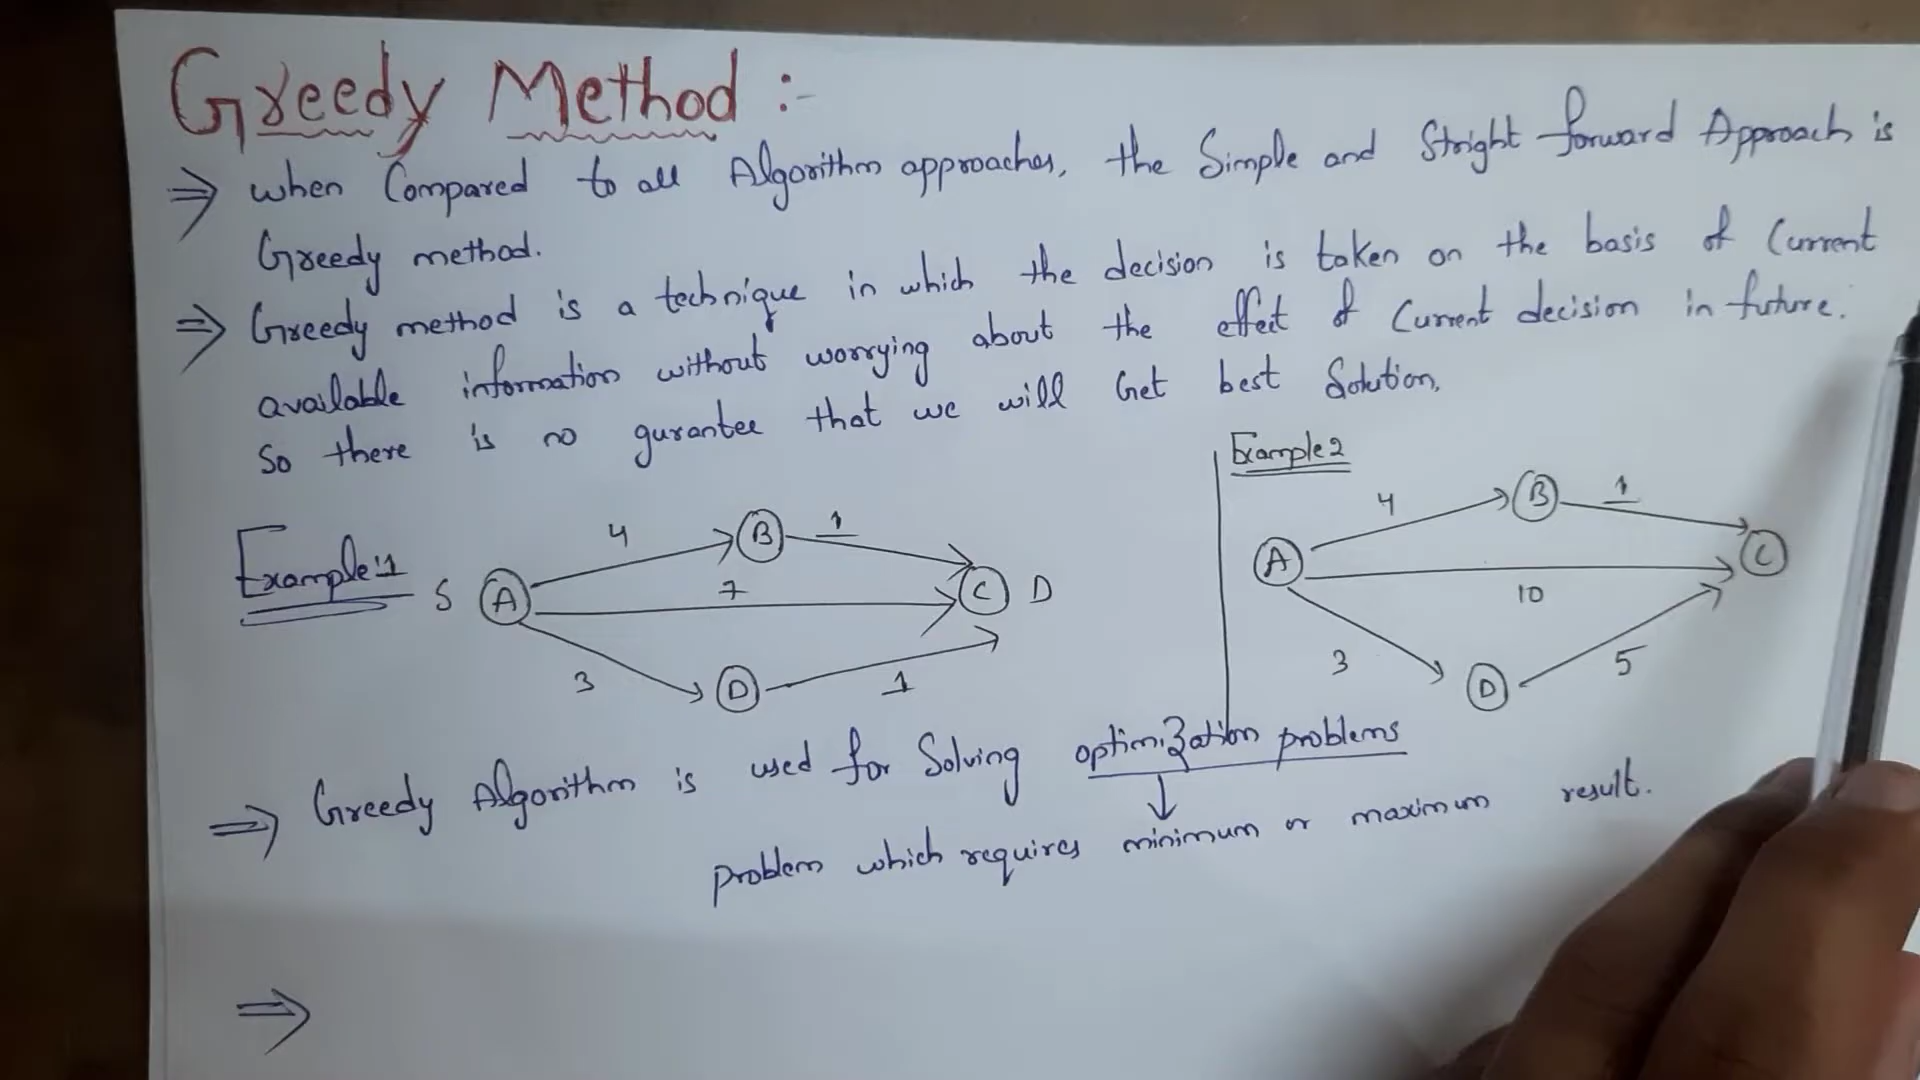 Greedy Method :-
⇒ when Compared to all Algorithm approaches, the Simple and Stright forward Approach is
Greedy method.
⇒ Greedy method is a technique in which the decision is taken on the basis of Current
available information without worrying about the effect of Current decision in future.
So there is no gurantee that we will Get best Solution.
Example:1
S A 4 B 1 7 C D 3 D 1
Example 2
A 4 B 1 C 10 3 D 5
⇒ Greedy Algorithm is used for Solving optimization problems
↓
problem which requires minimum or maximum result.
⇒